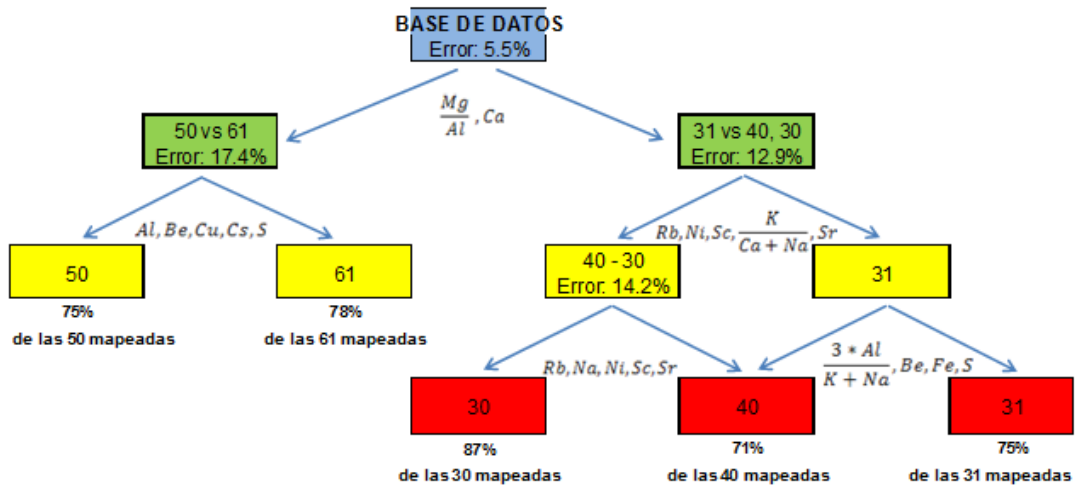 BASE DE DATOS
Error: 5.5%
Mg/Al, Ca
50 vs 61
Error: 17.4%
31 vs 40, 30
Error: 12.9%
Al, Be, Cu, Cs, S
Rb, Ni, Sc, K/(Ca + Na), Sr
50
61
40 - 30
Error: 14.2%
31
75%
de las 50 mapeadas
78%
de las 61 mapeadas
Rb, Na, Ni, Sc, Sr
3 * Al/(K + Na), Be, Fe, S
30
40
31
87%
de las 30 mapeadas
71%
de las 40 mapeadas
75%
de las 31 mapeadas